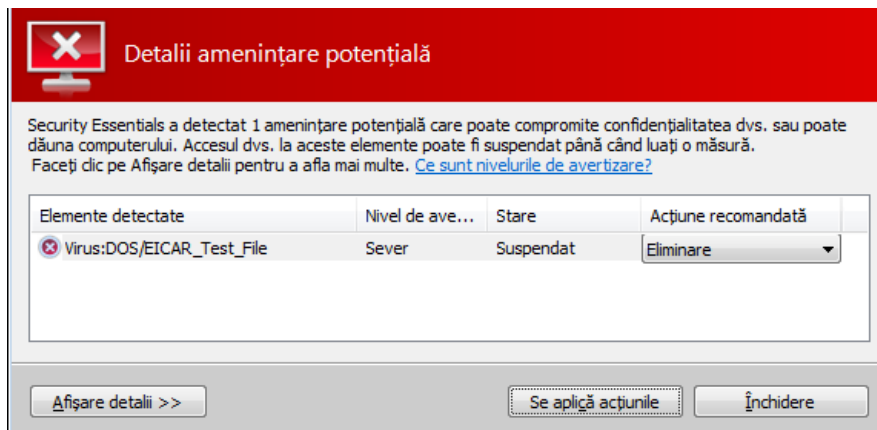 Detalii amenințare potențială
Security Essentials a detectat 1 amenințare potențială care poate compromite confidențialitatea dvs. sau poate
dăuna computerului. Accesul dvs. la aceste elemente poate fi suspendat până când luați o măsură.
Faceți clic pe Afișare detalii pentru a afla mai multe. Ce sunt nivelurile de avertizare?
Elemente detectate Nivel de ave... Stare Acțiune recomandată
Virus:DOS/EICAR_Test_File Sever Suspendat Eliminare
Afișare detalii >> Se aplică acțiunile Închidere